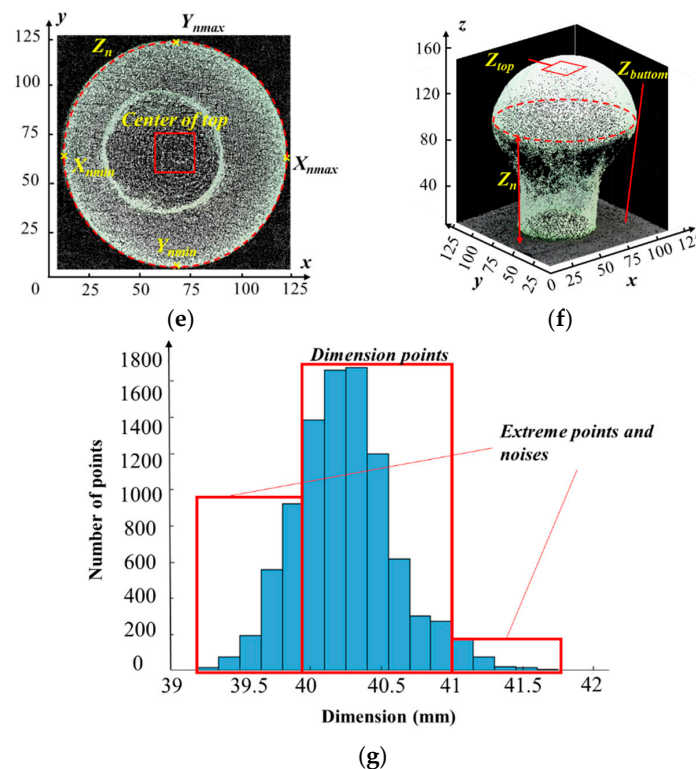 y
Y_nmax
125
Z_n
100
Center of top
75
X_nmin
X_nmax
50
25
Y_nmin
x
0
25
50
75
100
125
(e)
z
160
Z_top
Z_buttom
120
80
Z_n
40
125
100
75
50
25
y
0
25
50
75
100
125
x
(f)
Dimension points
1800
1600
1400
1200
1000
800
600
400
200
0
Number of points
Extreme points and
noises
39
39.5
40
40.5
41
41.5
42
Dimension (mm)
(g)